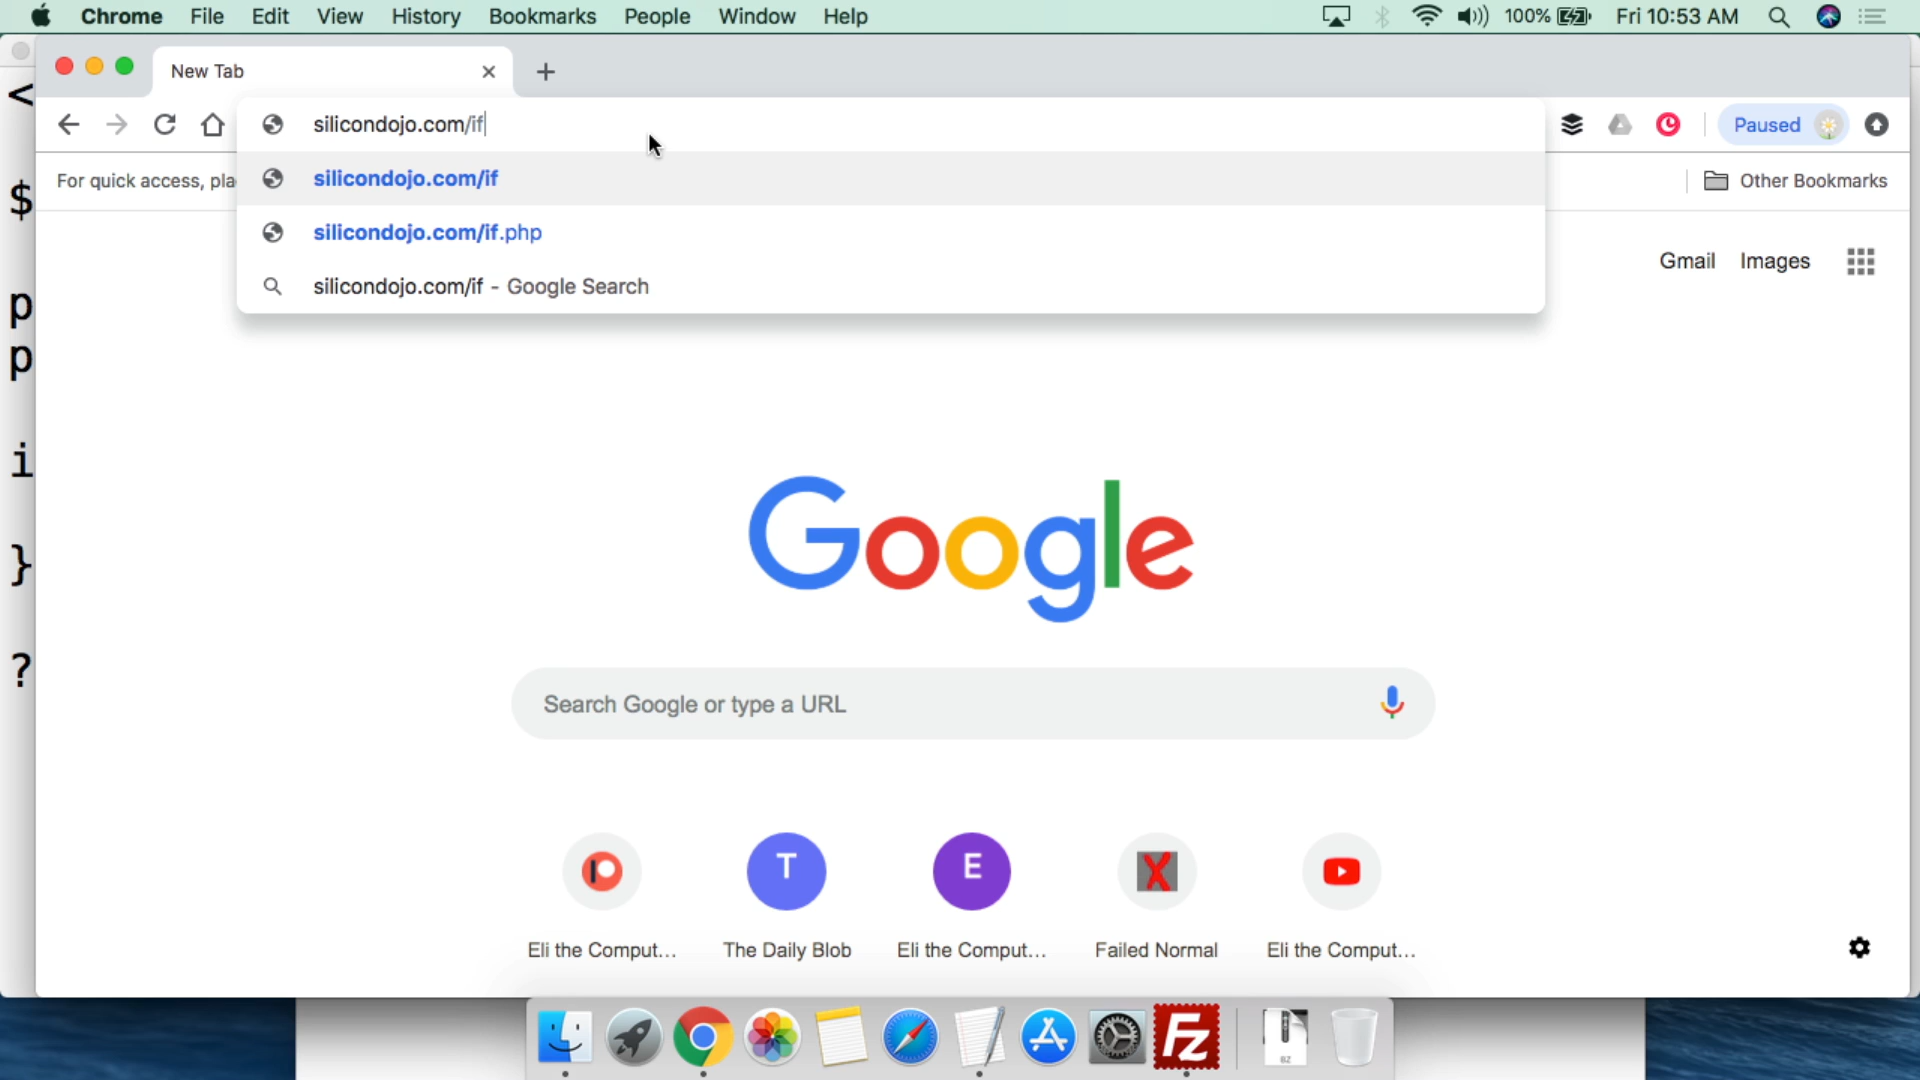 Chrome File Edit View History Bookmarks People Window Help 100% Fri 10:53 AM
New Tab
<
silicondojo.com/if
Paused
For quick access, pla
silicondojo.com/if
Other Bookmarks
$
silicondojo.com/if.php
Gmail Images
silicondojo.com/if - Google Search
p
p
i
}
?
Google
Search Google or type a URL
T
E
X
Eli the Comput...
The Daily Blob
Eli the Comput...
Failed Normal
Eli the Comput...
FZ
BZ